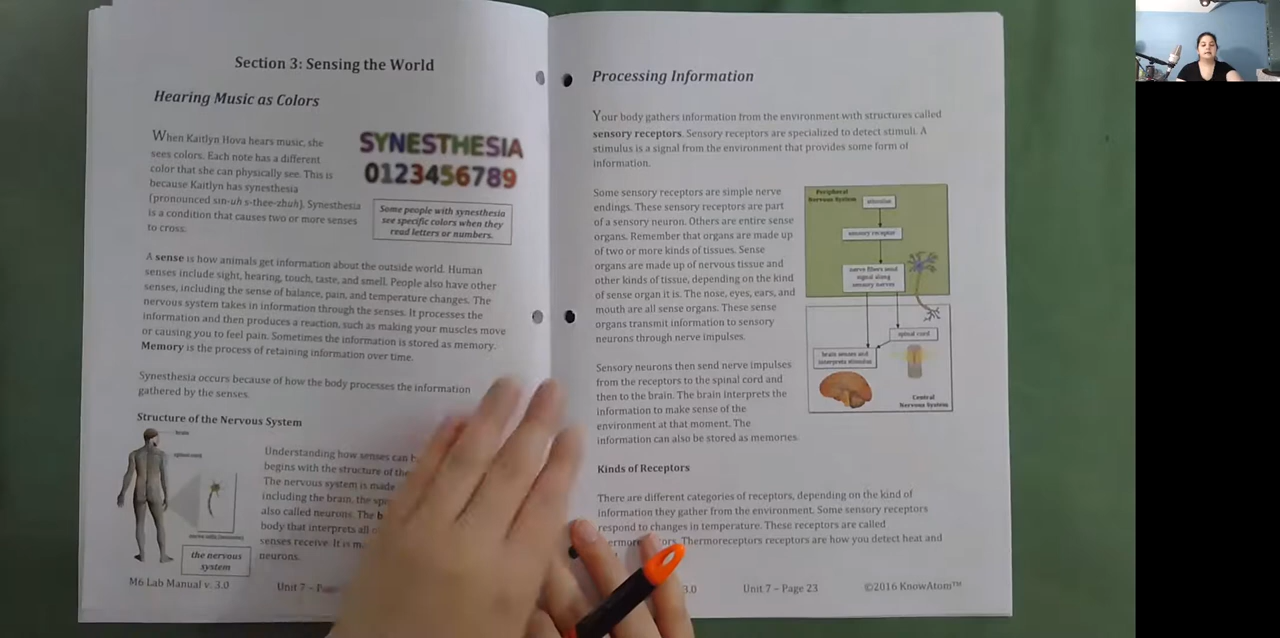 Section 3: Sensing the World
Hearing Music as Colors
When Kaitlyn Hova hears music, she
sees colors. Each note has a different
color that she can physically see. This is
because Kaitlyn has synesthesia
(pronounced sin-uh s-thee-zhuh). Synesthesia
is a condition that causes two or more senses
to cross.
SYNESTHESIA
0123456789
Some people with synesthesia
see specific colors when they
read letters or numbers.
A sense is how animals get information about the outside world. Human
senses include sight, hearing, touch, taste, and smell. People also have other
senses, including the sense of balance, pain, and temperature changes. The
nervous system takes in information through the senses. It processes the
information and then produces a reaction, such as making your muscles move
or causing you to feel pain. Sometimes the information is stored as memory.
Memory is the process of retaining information over time.
Synesthesia occurs because of how the body processes the information
gathered by the senses.
Structure of the Nervous System
brain
spinal cord
the nervous
system
Understanding how senses can
begins with the structure of the
The nervous system is made
including the brain, the
also called neurons. The
body that interprets all
senses receive. It is
neurons.
M6 Lab Manual v. 3.0
Unit 7 –
Processing Information
Your body gathers information from the environment with structures called
sensory receptors. Sensory receptors are specialized to detect stimuli. A
stimulus is a signal from the environment that provides some form of
information.
Some sensory receptors are simple nerve
endings. These sensory receptors are part
of a sensory neuron. Others are entire sense
organs. Remember that organs are made up
of two or more kinds of tissues. Sense
organs are made up of nervous tissue and
other kinds of tissue, depending on the kind
of sense organ it is. The nose, eyes, ears, and
mouth are all sense organs. These sense
organs transmit information to sensory
neurons through nerve impulses.
Peripheral
Nervous System
stimulus
sensory receptor
nerve fibers send
signal along
sensory nerves
spinal cord
brain senses and
interprets stimulus
Central
Nervous System
Sensory neurons then send nerve impulses
from the receptors to the spinal cord and
then to the brain. The brain interprets the
information to make sense of the
environment at that moment. The
information can also be stored as memories.
Kinds of Receptors
There are different categories of receptors, depending on the kind of
information they gather from the environment. Some sensory receptors
respond to changes in temperature. These receptors are called
Thermoreceptors receptors are how you detect heat and
3.0
Unit 7 – Page 23
©2016 KnowAtom™